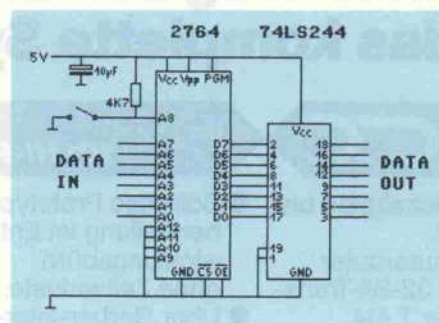 2764 74LS244
5V
40µF
Vcc Vpp PGM
4K7
A8
Vcc
DATA
IN
A7 D7 2 18
A6 D6 4 16
A5 D5 6 14
A4 D4 8 12
A3 D3 11 9
A2 D2 13 7
A1 D1 15 5
A0 D0 17 3
DATA
OUT
A12
A11
A10
A9
19
1
GND CS OE
GND